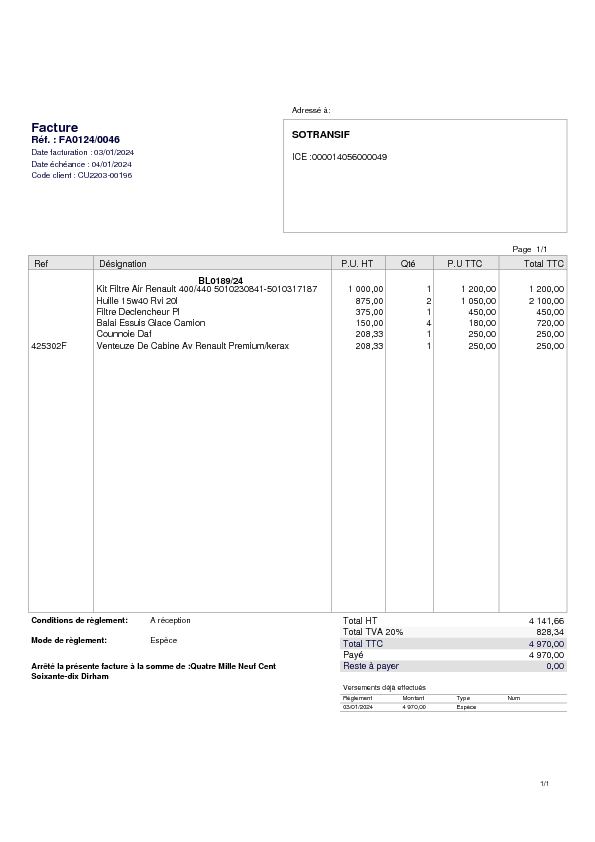 Adressé à:
Facture
Réf. : FA0124/0046
Date facturation : 03/01/2024
Date échéance : 04/01/2024
Code client : CU2203-00196
SOTRANSIF
ICE :000014056000049
Page 1/1
Ref Désignation P.U. HT Qté P.U TTC Total TTC
BL0189/24
Kit Filtre Air Renault 400/440 5010230841-5010317187 1 000,00 1 1 200,00 1 200,00
Huille 15w40 Rvi 20l 875,00 2 1 050,00 2 100,00
Filtre Declencheur Pl 375,00 1 450,00 450,00
Balai Essuis Glace Camion 150,00 4 180,00 720,00
Counnoie Daf 208,33 1 250,00 250,00
425302F Venteuze De Cabine Av Renault Premium/kerax 208,33 1 250,00 250,00
Conditions de règlement: A réception
Mode de règlement: Espèce
Arrêté la présente facture à la somme de :Quatre Mille Neuf Cent
Soixante-dix Dirham
Total HT 4 141,66
Total TVA 20% 828,34
Total TTC 4 970,00
Payé 4 970,00
Reste à payer 0,00
Versements déjà effectués
Règlement Montant Type Num
03/01/2024 4 970,00 Espèce
1/1